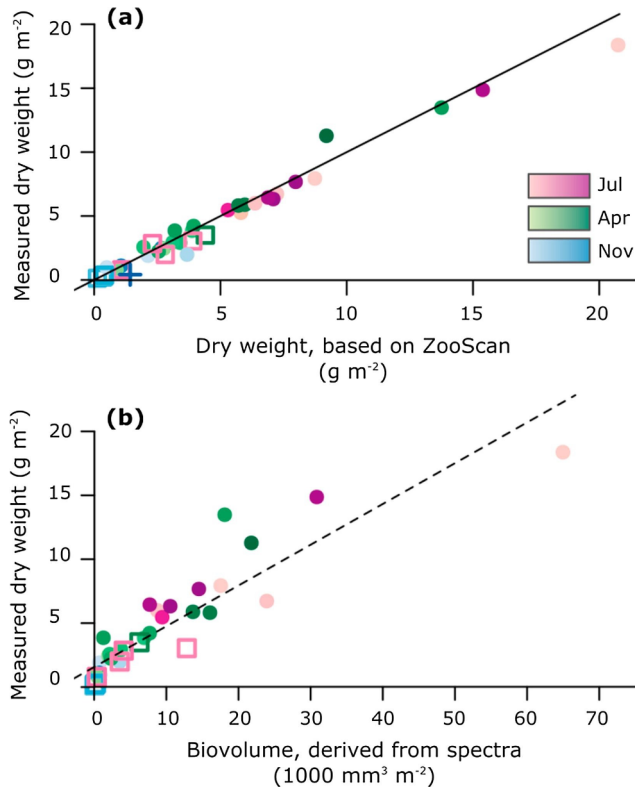 (a)
Measured dry weight (g m⁻²)
20
15
10
5
0
Jul
Apr
Nov
0 5 10 15 20
Dry weight, based on ZooScan
(g m⁻²)
(b)
Measured dry weight (g m⁻²)
20
15
10
5
0
0 10 20 30 40 50 60 70
Biovolume, derived from spectra
(1000 mm³ m⁻²)